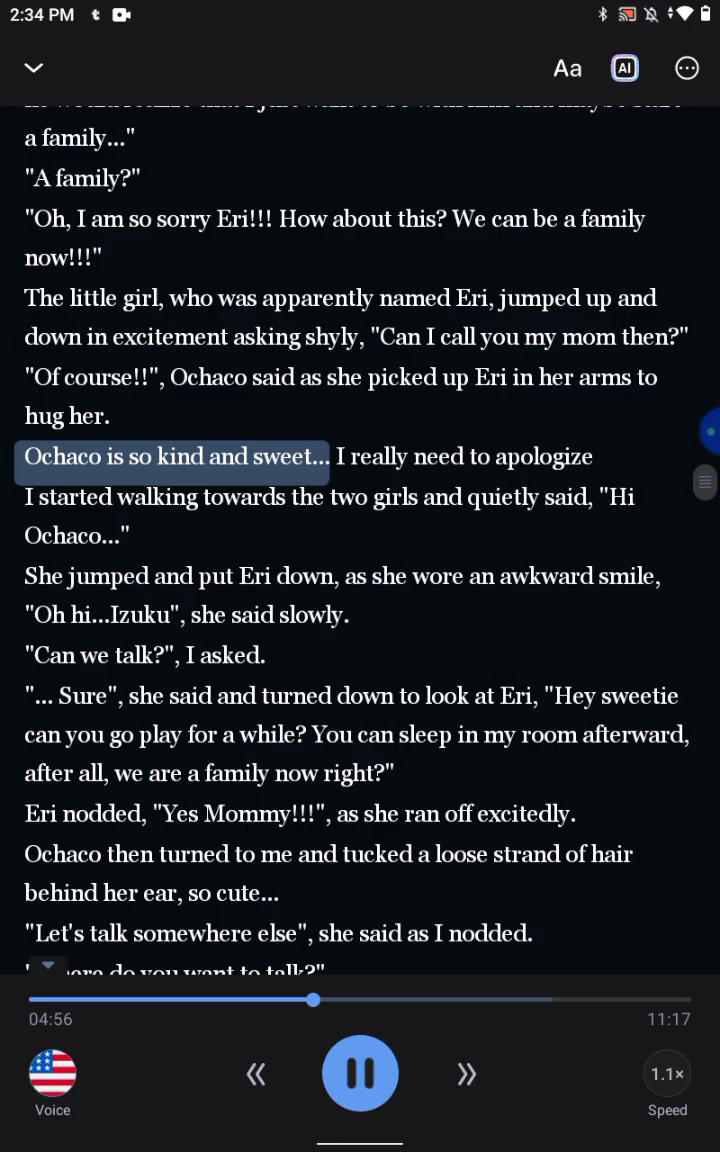 2:34 PM t
Aa AI
a family..."
"A family?"
"Oh, I am so sorry Eri!!! How about this? We can be a family
now!!!"
The little girl, who was apparently named Eri, jumped up and
down in excitement asking shyly, "Can I call you my mom then?"
"Of course!!", Ochaco said as she picked up Eri in her arms to
hug her.
Ochaco is so kind and sweet... I really need to apologize
I started walking towards the two girls and quietly said, "Hi
Ochaco..."
She jumped and put Eri down, as she wore an awkward smile,
"Oh hi...Izuku", she said slowly.
"Can we talk?", I asked.
"... Sure", she said and turned down to look at Eri, "Hey sweetie
can you go play for a while? You can sleep in my room afterward,
after all, we are a family now right?"
Eri nodded, "Yes Mommy!!!", as she ran off excitedly.
Ochaco then turned to me and tucked a loose strand of hair
behind her ear, so cute...
"Let's talk somewhere else", she said as I nodded.
do you want to talk?"
04:56 11:17
1.1×
Voice Speed